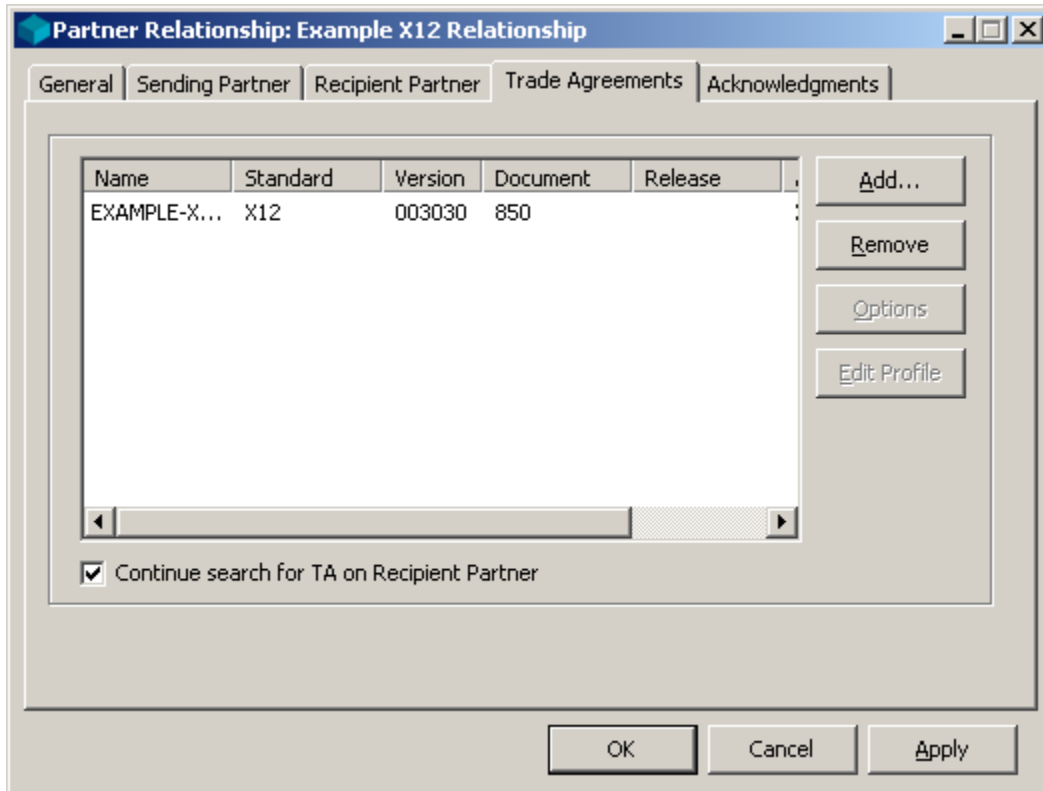 Partner Relationship: Example X12 Relationship
General Sending Partner Recipient Partner Trade Agreements Acknowledgments
Name Standard Version Document Release
EXAMPLE-X... X12 003030 850
Add...
Remove
Options
Edit Profile
Continue search for TA on Recipient Partner
OK Cancel Apply